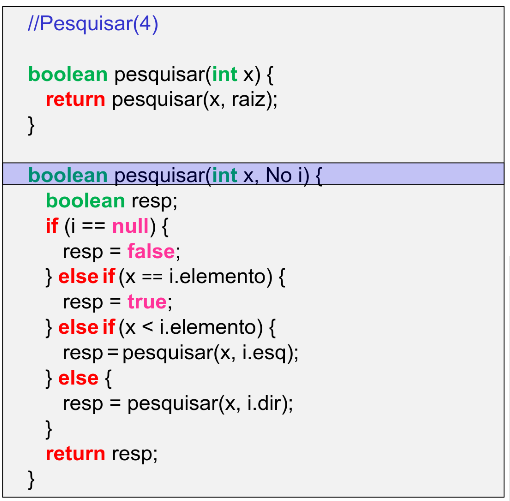 //Pesquisar(4)
boolean pesquisar(int x) {
return pesquisar(x, raiz);
}
boolean pesquisar(int x, No i) {
boolean resp;
if (i == null) {
resp = false;
} else if (x == i.elemento) {
resp = true;
} else if (x < i.elemento) {
resp = pesquisar(x, i.esq);
} else {
resp = pesquisar(x, i.dir);
}
return resp;
}